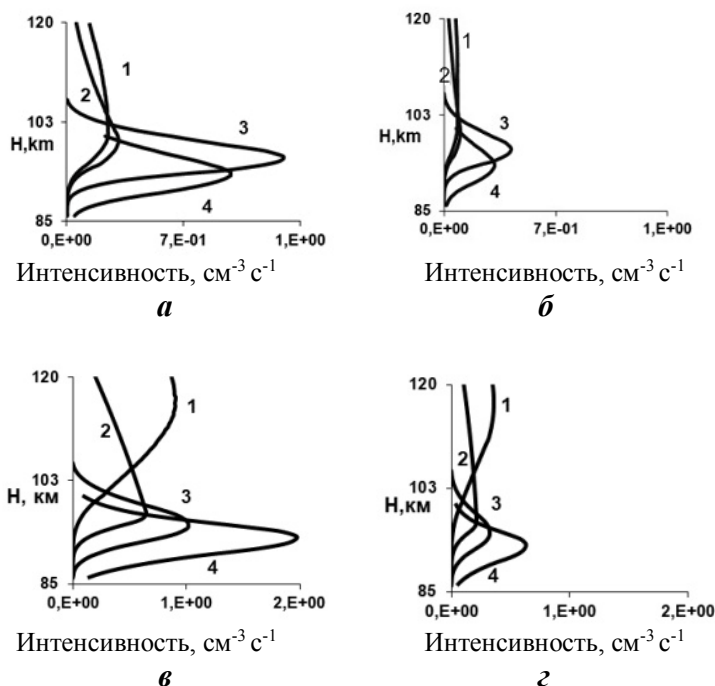 120
1
2
103
3
H,km
4
85
0,E+00 7,E-01 1,E+00
Интенсивность, см⁻³ с⁻¹
а
120
1
2
103
3
H,km
4
85
0,E+00 7,E-01 1,E+00
Интенсивность, см⁻³ с⁻¹
б
120
1
2
103
3
Н, км
4
85
0,E+00 1,E+00 2,E+00
Интенсивность, см⁻³ с⁻¹
в
120
1
2
103
3
Н,км
4
85
0,E+00 1,E+00 2,E+00
Интенсивность, см⁻³ с⁻¹
г